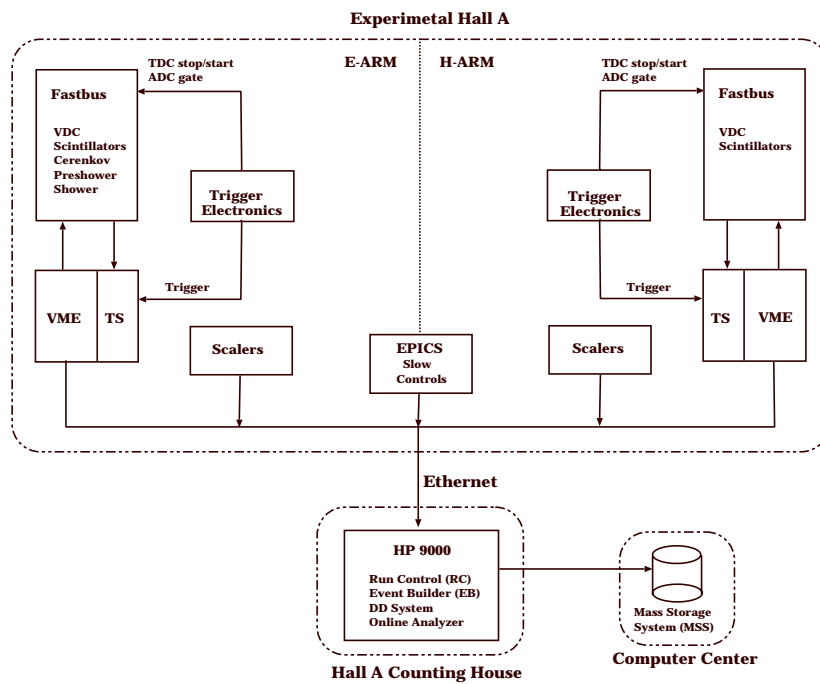 Experimetal Hall A
E-ARM
H-ARM
TDC stop/start
ADC gate
Fastbus
VDC
Scintillators
Cerenkov
Preshower
Shower
Trigger
Electronics
Trigger
VME
TS
Scalers
EPICS
Slow
Controls
TDC stop/start
ADC gate
Fastbus
VDC
Scintillators
Trigger
Electronics
Trigger
TS
VME
Scalers
Ethernet
HP 9000
Run Control (RC)
Event Builder (EB)
DD System
Online Analyzer
Hall A Counting House
Mass Storage
System (MSS)
Computer Center